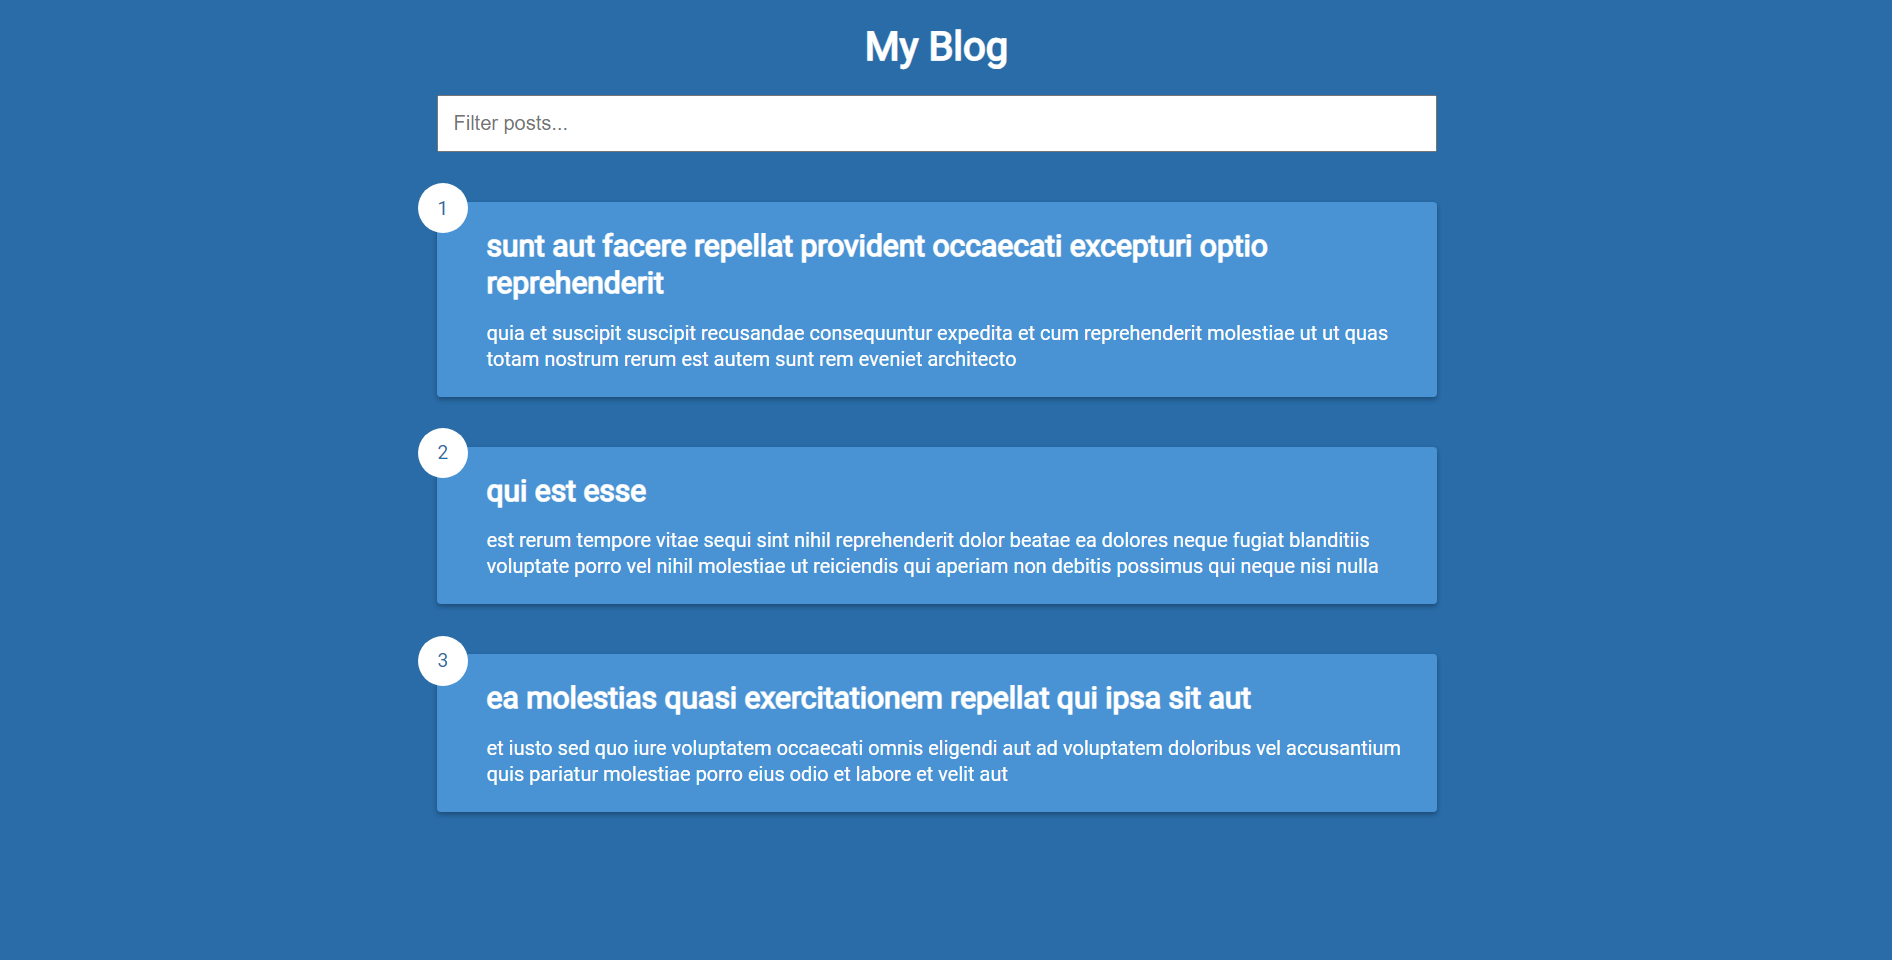 My Blog
Filter posts...
1
sunt aut facere repellat provident occaecati excepturi optio
reprehenderit
quia et suscipit suscipit recusandae consequuntur expedita et cum reprehenderit molestiae ut ut quas
totam nostrum rerum est autem sunt rem eveniet architecto
2
qui est esse
est rerum tempore vitae sequi sint nihil reprehenderit dolor beatae ea dolores neque fugiat blanditiis
voluptate porro vel nihil molestiae ut reiciendis qui aperiam non debitis possimus qui neque nisi nulla
3
ea molestias quasi exercitationem repellat qui ipsa sit aut
et iusto sed quo iure voluptatem occaecati omnis eligendi aut ad voluptatem doloribus vel accusantium
quis pariatur molestiae porro eius odio et labore et velit aut